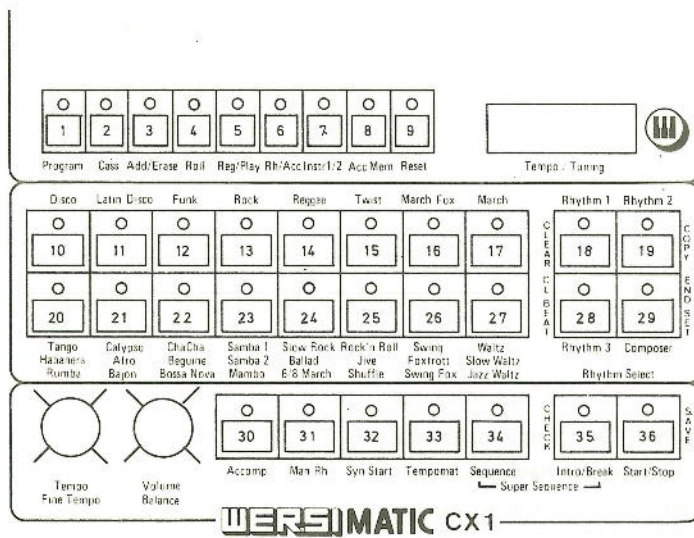 1 2 3 4 5 6 7 8 9
Program Cass Add/Erase Roll Reg/Play Rh/Acc Instr1/2 Acc Mem Reset
Tempo / Tuning
Disco Latin Disco Funk Rock Reggae Twist March Fox March Rhythm 1 Rhythm 2
10 11 12 13 14 15 16 17 CLEAR 18 19 COPY
20 21 22 23 24 25 26 27 CL BEAT 28 29 END SET
Tango Calypso ChaCha Samba 1 Slow Rock Rock'n Roll Swing Waltz Rhythm 3 Composer
Habanera Afro Beguine Samba 2 Ballad Jive Foxtrott Slow Waltz
Rumba Bajon Bossa Nova Mambo 6/8 March Shuffle Swing Fox Jazz Waltz Rhythm Select
30 31 32 33 34 CHECK 35 36 SAVE
Accomp. Man Rh Syn Start Tempomat Sequence Intro/Break Start/Stop
Tempo Volume Super Sequence
Fine Tempo Balance
WERSIMATIC CX1